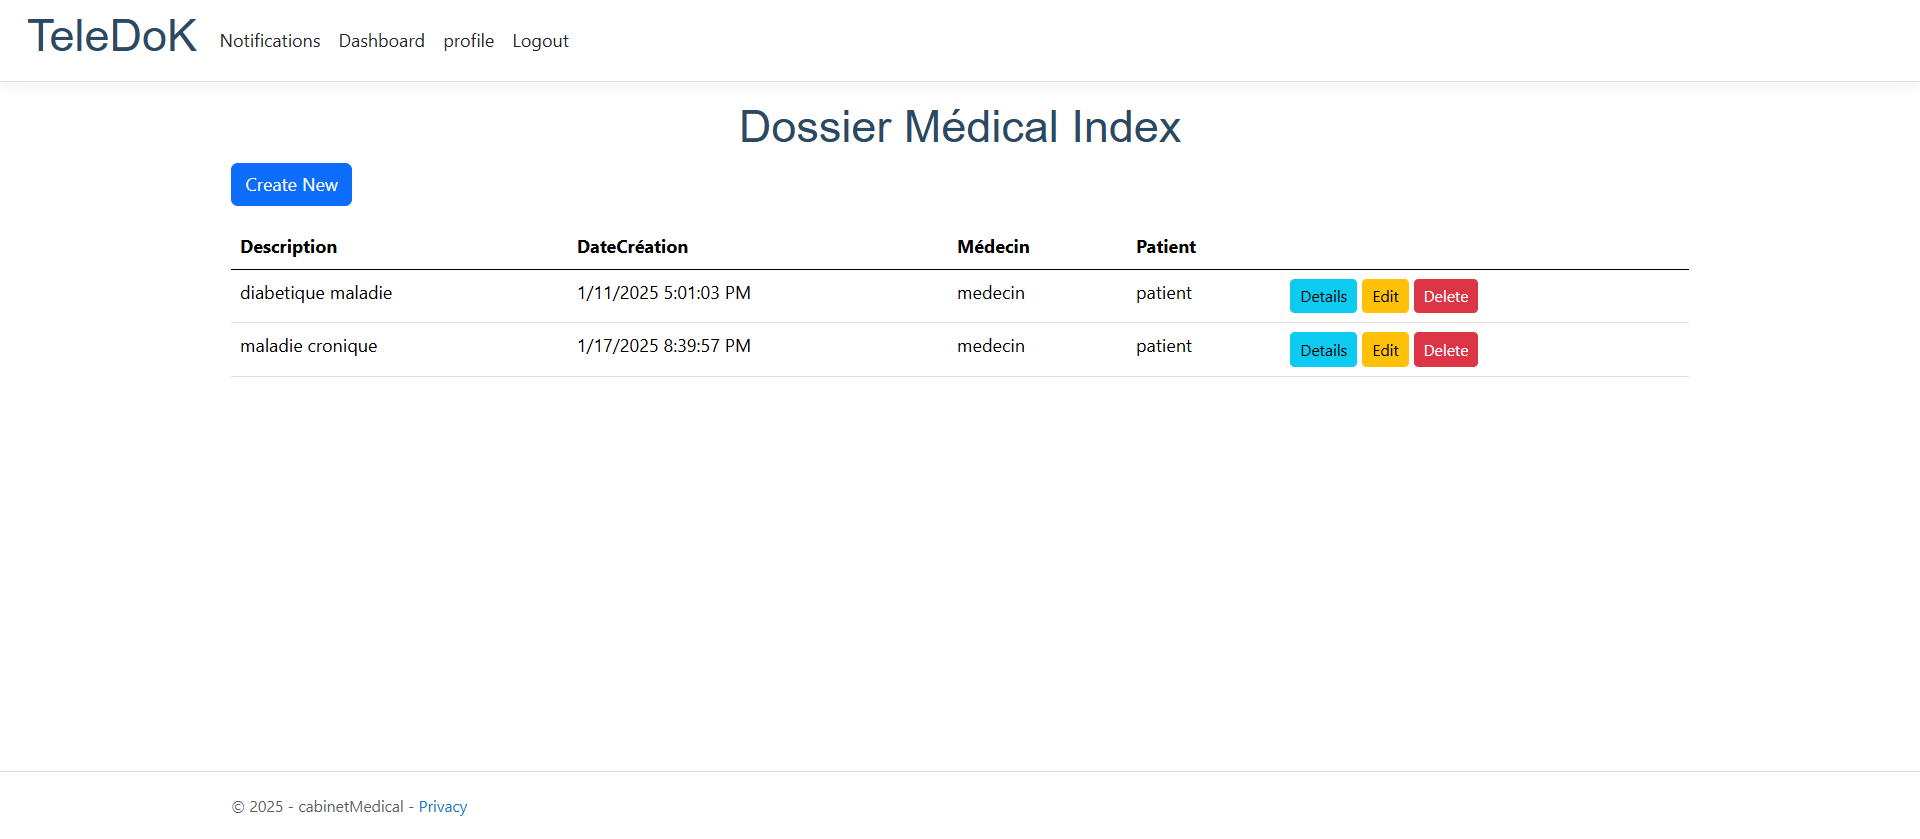 TeleDoK Notifications Dashboard profile Logout
Dossier Médical Index
Create New
Description DateCréation Médecin Patient
diabetique maladie 1/11/2025 5:01:03 PM medecin patient Details Edit Delete
maladie cronique 1/17/2025 8:39:57 PM medecin patient Details Edit Delete
© 2025 - cabinetMedical - Privacy